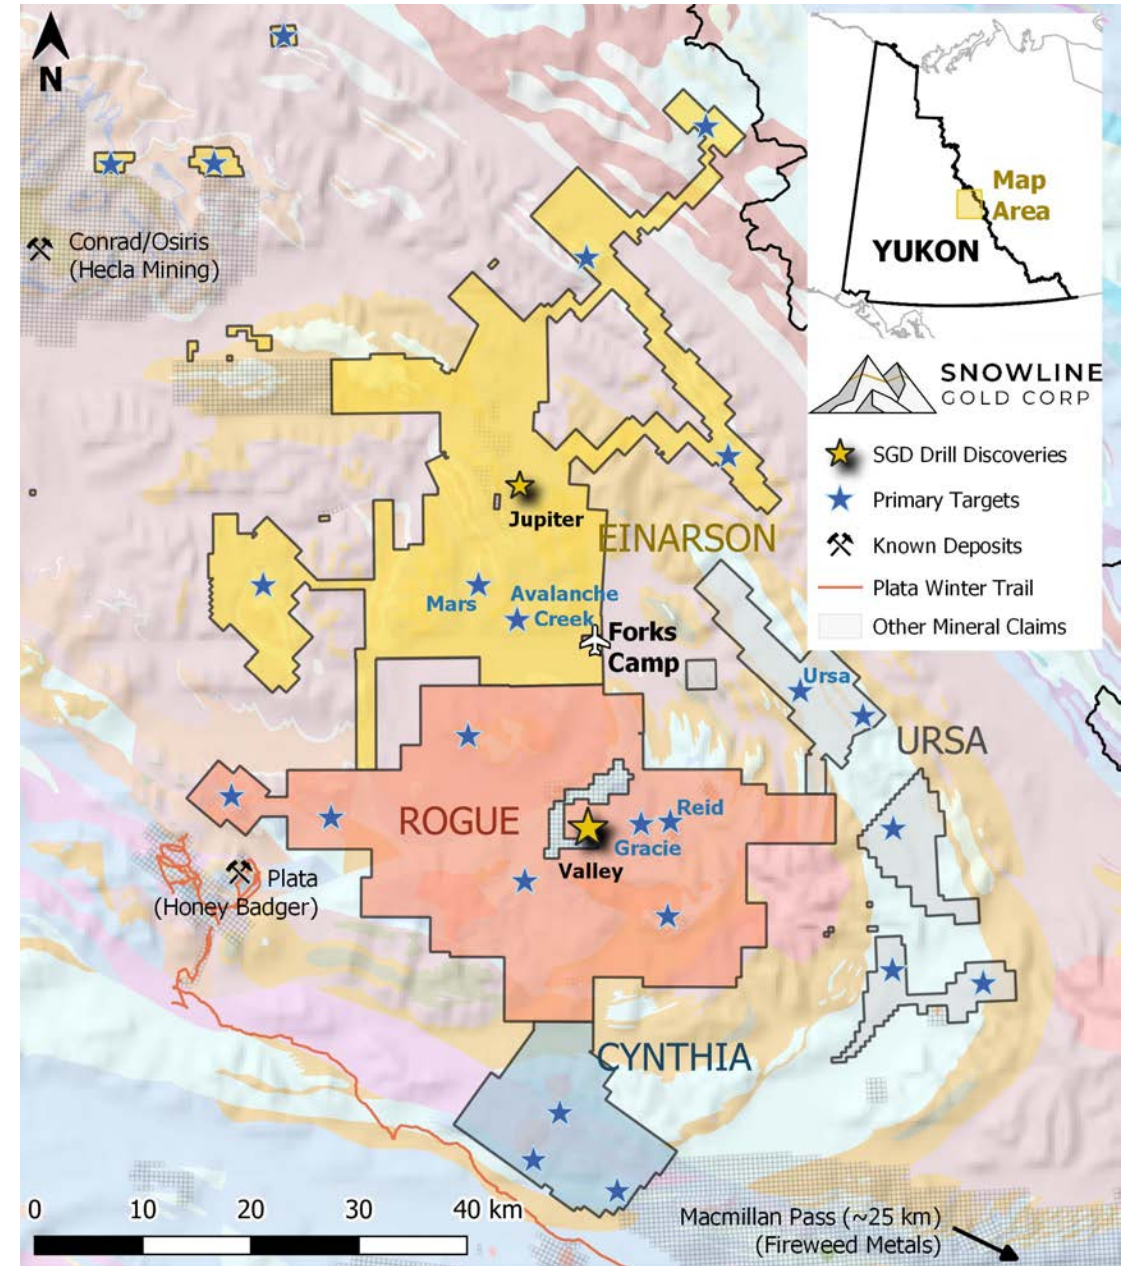 N
Conrad/Osiris
(Hecla Mining)
Map
Area
YUKON
SNOWLINE
GOLD CORP
SGD Drill Discoveries
Primary Targets
Known Deposits
Plata Winter Trail
Other Mineral Claims
Jupiter
EINARSON
Mars
Avalanche
Creek
Forks
Camp
Ursa
URSA
ROGUE
Reid
Gracie
Valley
Plata
(Honey Badger)
CYNTHIA
0 10 20 30 40 km
Macmillan Pass (~25 km)
(Fireweed Metals)